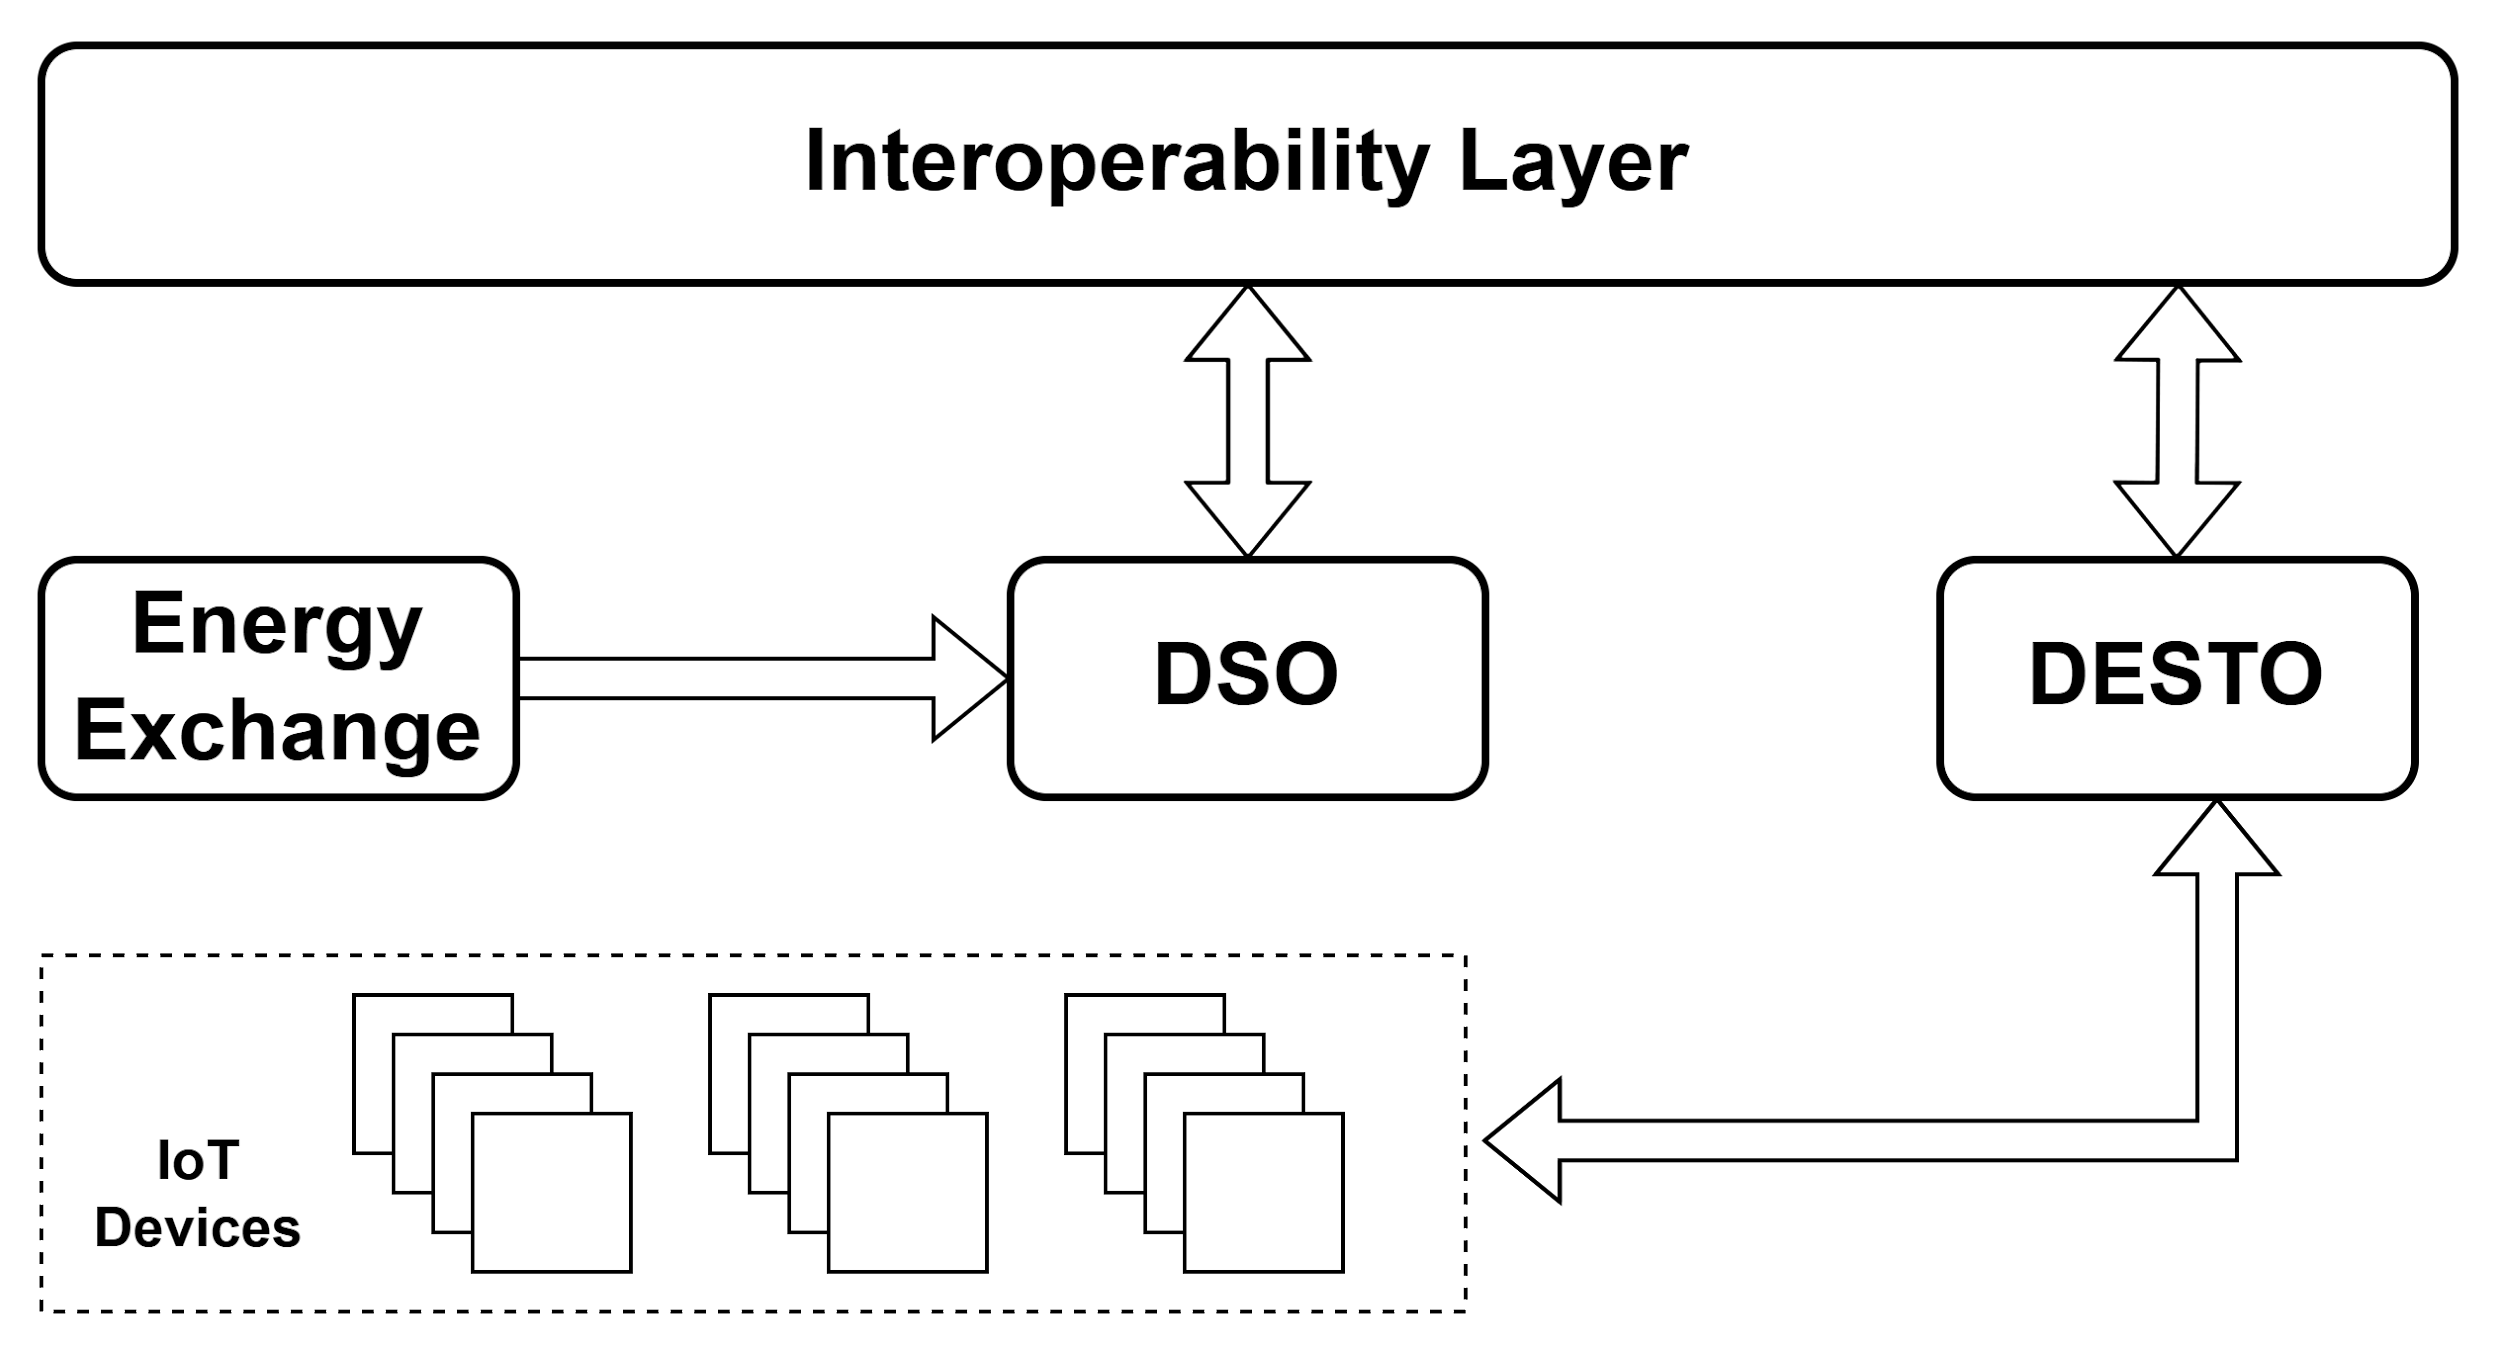 Interoperability Layer
Energy
Exchange
DSO
DESTO
IoT
Devices